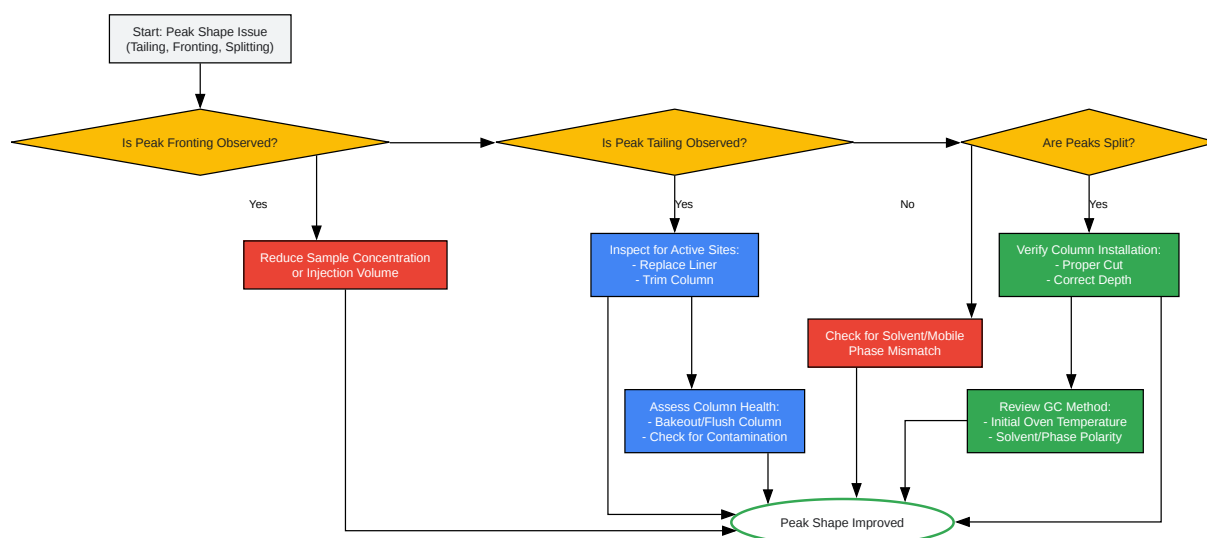 Start: Peak Shape Issue
(Tailing, Fronting, Splitting)
Is Peak Fronting Observed?
Is Peak Tailing Observed?
Are Peaks Split?
Yes
Yes
No
Yes
Reduce Sample Concentration
or Injection Volume
Inspect for Active Sites:
- Replace Liner
- Trim Column
Verify Column Installation:
- Proper Cut
- Correct Depth
Check for Solvent/Mobile
Phase Mismatch
Assess Column Health:
- Bakeout/Flush Column
- Check for Contamination
Review GC Method:
- Initial Oven Temperature
- Solvent/Phase Polarity
Peak Shape Improved